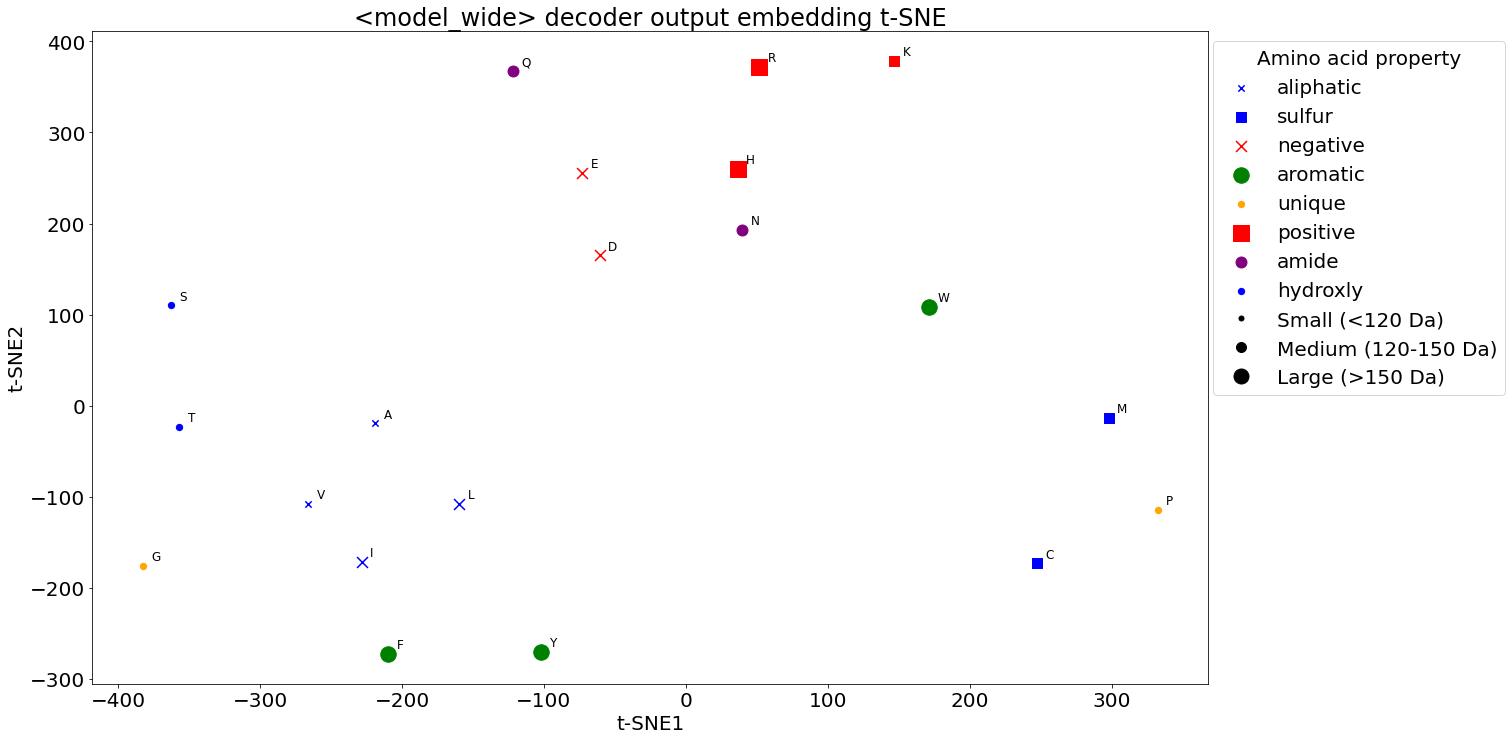 <model_wide> decoder output embedding t-SNE
400
300
200
100
0
−100
−200
−300
t-SNE2
Q
R
K
E
H
N
D
S
W
T
A
M
V
L
P
G
I
C
F
Y
−400
−300
−200
−100
0
100
200
300
t-SNE1
Amino acid property
aliphatic
sulfur
negative
aromatic
unique
positive
amide
hydroxly
Small (<120 Da)
Medium (120-150 Da)
Large (>150 Da)